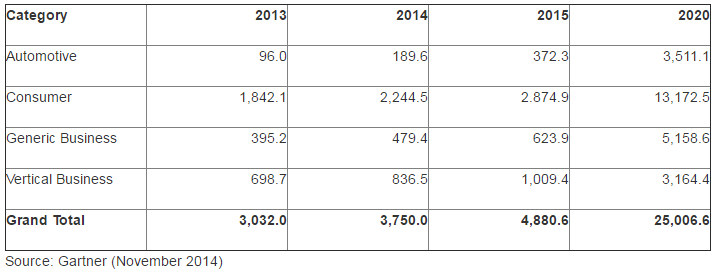 Category 2013 2014 2015 2020
Automotive 96.0 189.6 372.3 3,511.1
Consumer 1,842.1 2,244.5 2.874.9 13,172.5
Generic Business 395.2 479.4 623.9 5,158.6
Vertical Business 698.7 836.5 1,009.4 3,164.4
Grand Total 3,032.0 3,750.0 4,880.6 25,006.6
Source: Gartner (November 2014)